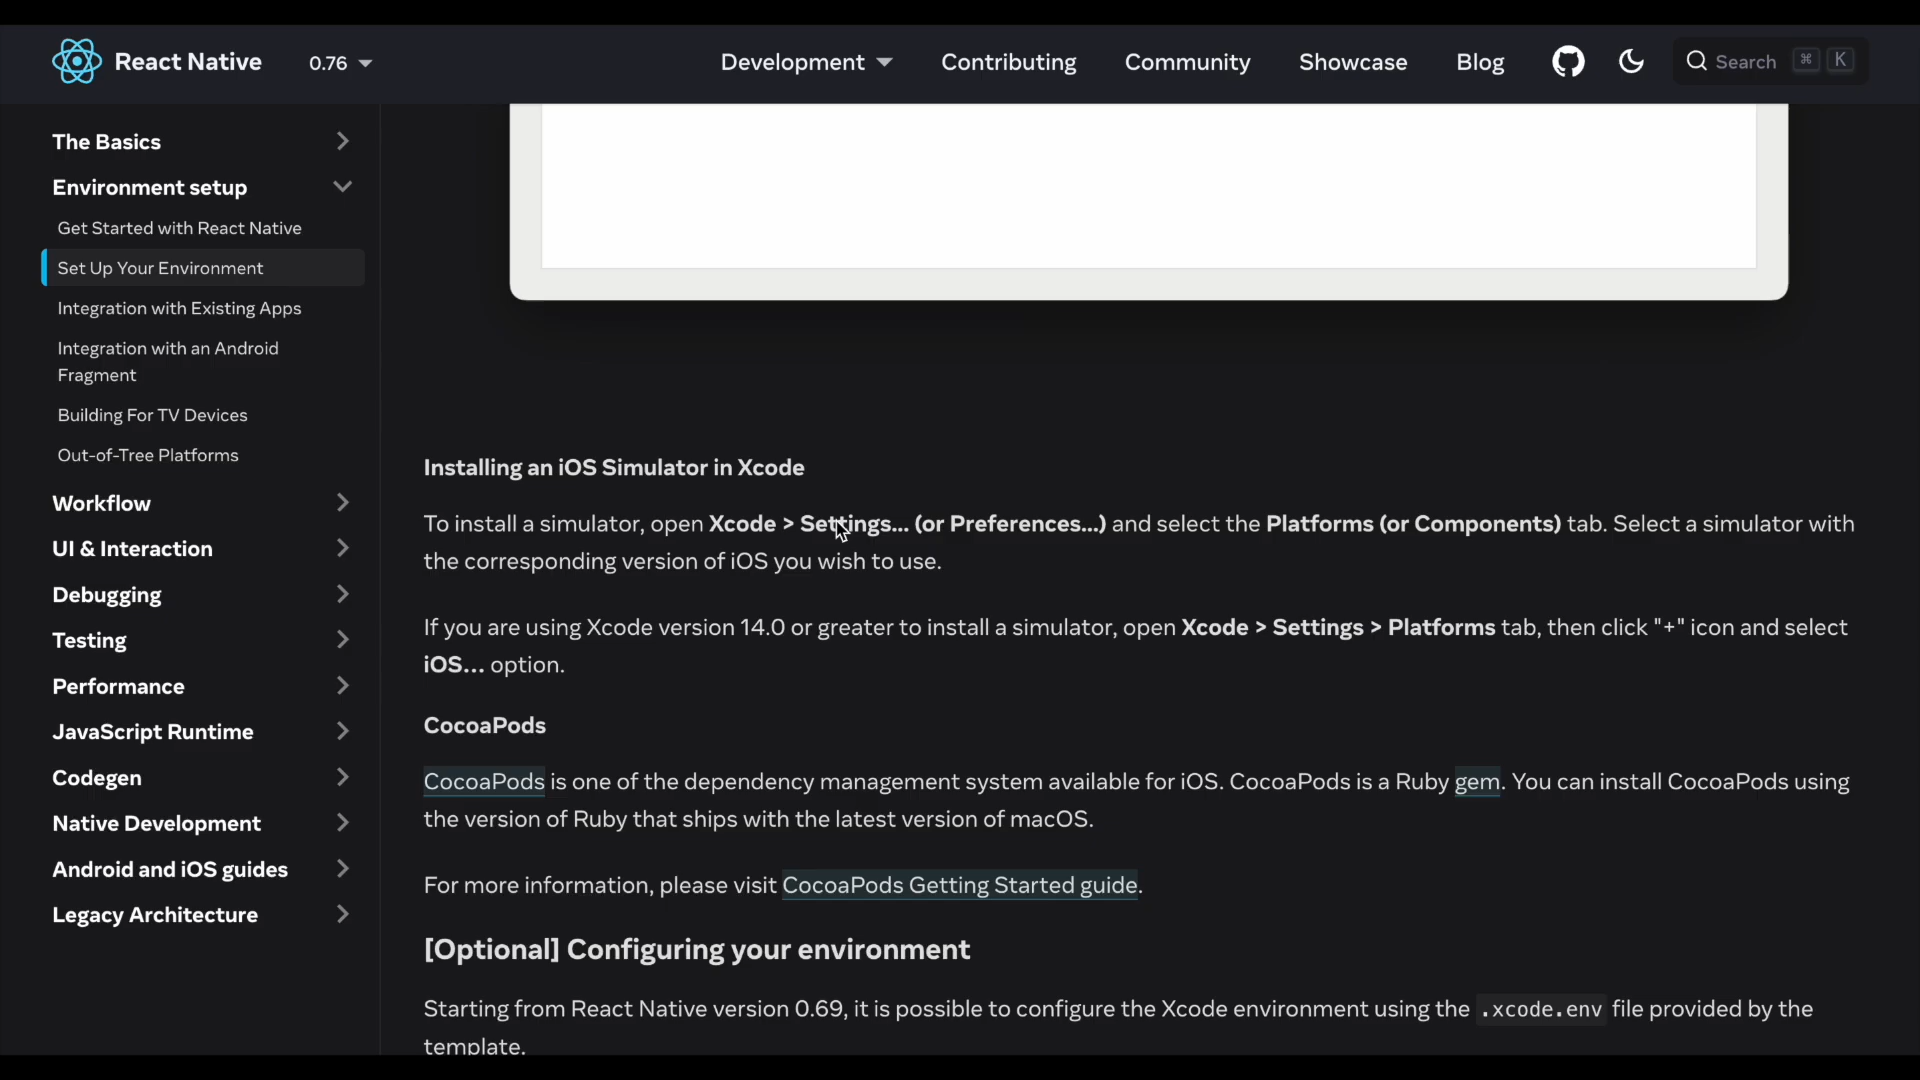 React Native
0.76
Development
Contributing
Community
Showcase
Blog
Search
⌘
K
The Basics
Environment setup
Get Started with React Native
Set Up Your Environment
Integration with Existing Apps
Integration with an Android
Fragment
Building For TV Devices
Out-of-Tree Platforms
Workflow
UI & Interaction
Debugging
Testing
Performance
JavaScript Runtime
Codegen
Native Development
Android and iOS guides
Legacy Architecture
Installing an iOS Simulator in Xcode
To install a simulator, open Xcode > Settings... (or Preferences...) and select the Platforms (or Components) tab. Select a simulator with
the corresponding version of iOS you wish to use.
If you are using Xcode version 14.0 or greater to install a simulator, open Xcode > Settings > Platforms tab, then click "+" icon and select
iOS... option.
CocoaPods
CocoaPods is one of the dependency management system available for iOS. CocoaPods is a Ruby gem. You can install CocoaPods using
the version of Ruby that ships with the latest version of macOS.
For more information, please visit CocoaPods Getting Started guide.
[Optional] Configuring your environment
Starting from React Native version 0.69, it is possible to configure the Xcode environment using the .xcode.env file provided by the
template.